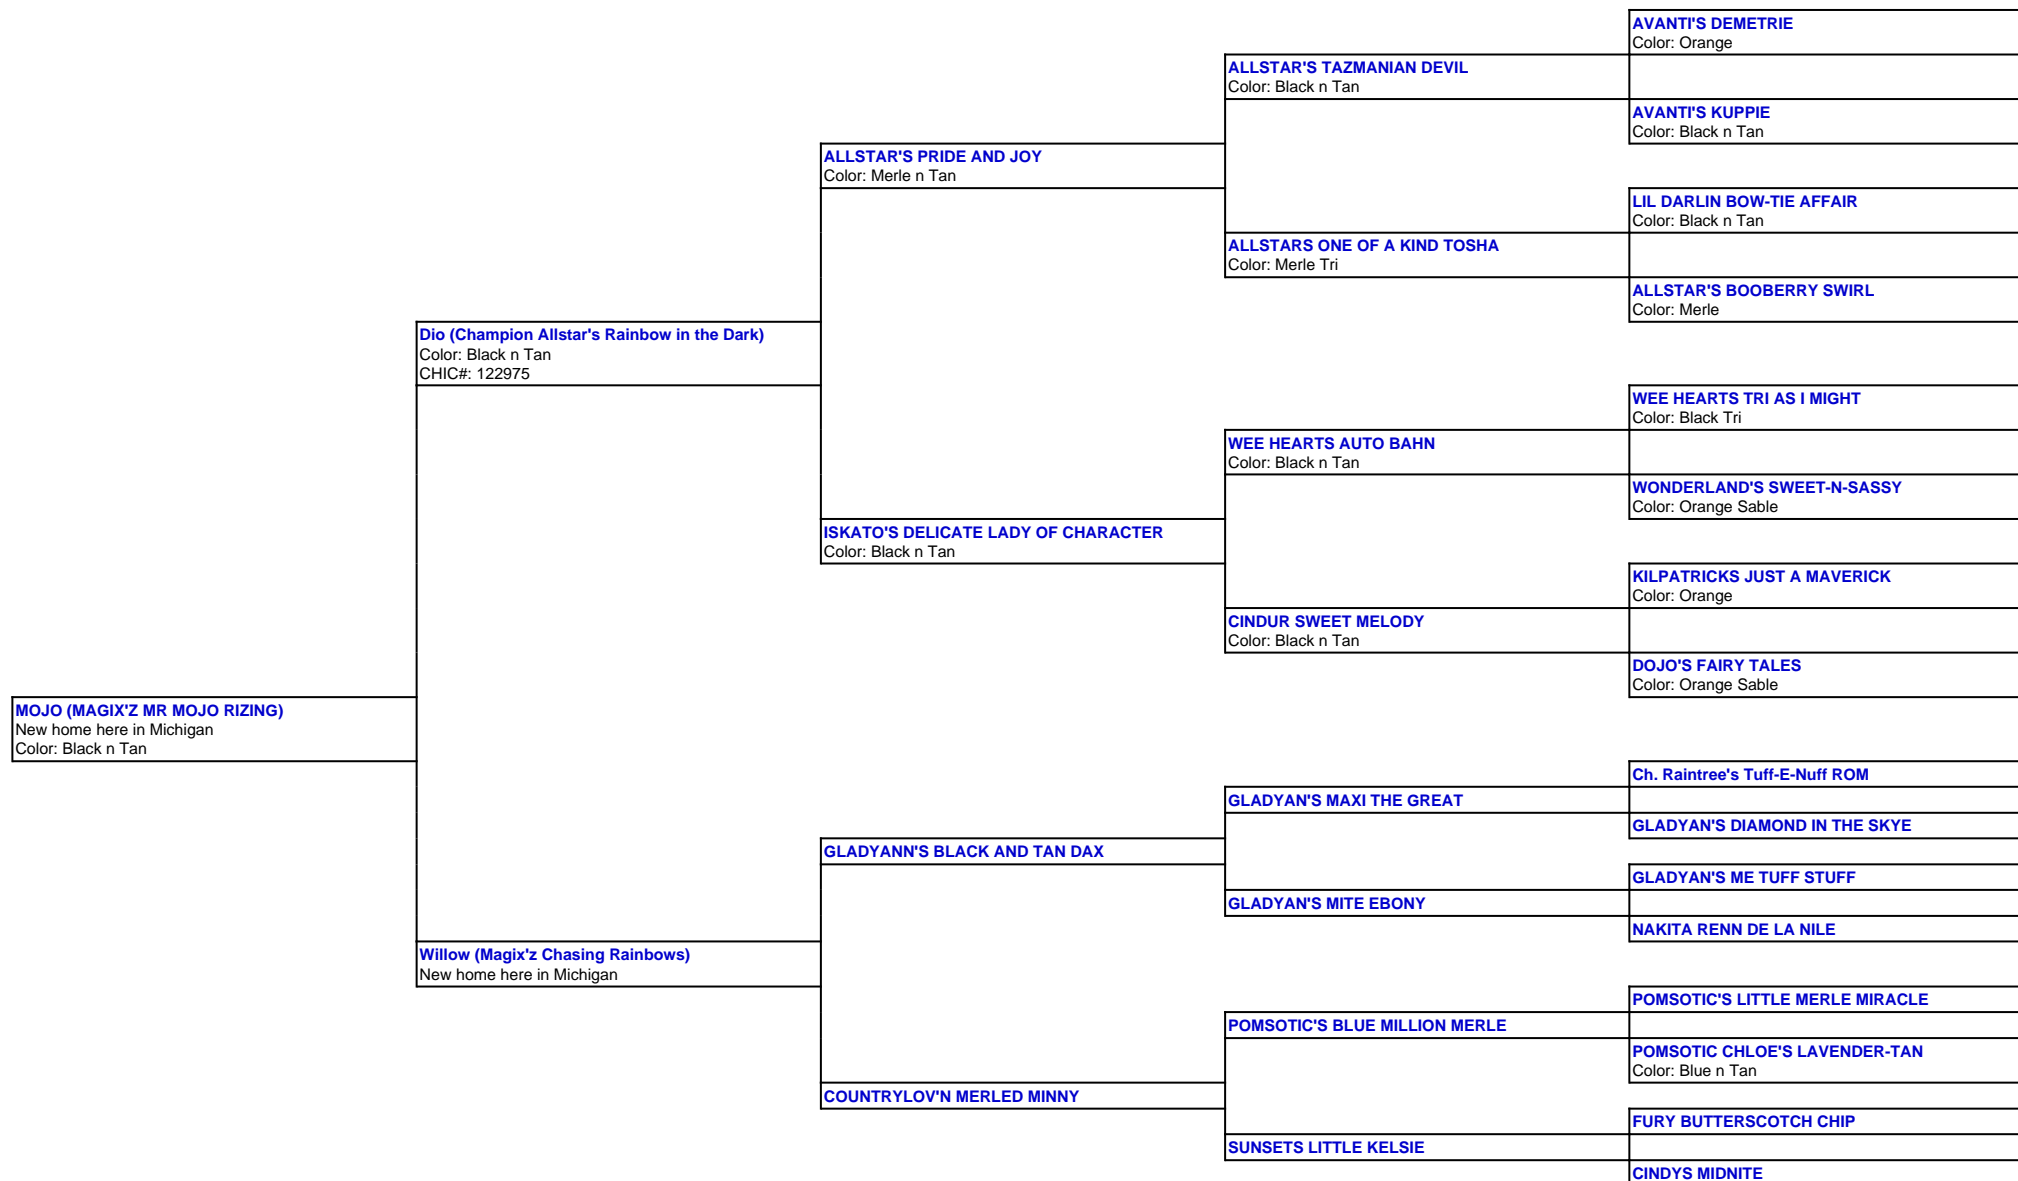 AVANTI'S DEMETRIE
Color: Orange
ALLSTAR'S TAZMANIAN DEVIL
Color: Black n Tan
AVANTI'S KUPPIE
Color: Black n Tan
ALLSTAR'S PRIDE AND JOY
Color: Merle n Tan
LIL DARLIN BOW-TIE AFFAIR
Color: Black n Tan
ALLSTARS ONE OF A KIND TOSHA
Color: Merle Tri
ALLSTAR'S BOOBERRY SWIRL
Color: Merle
Dio (Champion Allstar's Rainbow in the Dark)
Color: Black n Tan
CHIC#: 122975
WEE HEARTS TRI AS I MIGHT
Color: Black Tri
WEE HEARTS AUTO BAHN
Color: Black n Tan
WONDERLAND'S SWEET-N-SASSY
Color: Orange Sable
ISKATO'S DELICATE LADY OF CHARACTER
Color: Black n Tan
KILPATRICKS JUST A MAVERICK
Color: Orange
CINDUR SWEET MELODY
Color: Black n Tan
DOJO'S FAIRY TALES
Color: Orange Sable
MOJO (MAGIX'Z MR MOJO RIZING)
New home here in Michigan
Color: Black n Tan
Ch. Raintree's Tuff-E-Nuff ROM
GLADYAN'S MAXI THE GREAT
GLADYAN'S DIAMOND IN THE SKYE
GLADYANN'S BLACK AND TAN DAX
GLADYAN'S ME TUFF STUFF
GLADYAN'S MITE EBONY
NAKITA RENN DE LA NILE
Willow (Magix'z Chasing Rainbows)
New home here in Michigan
POMSOTIC'S LITTLE MERLE MIRACLE
POMSOTIC'S BLUE MILLION MERLE
POMSOTIC CHLOE'S LAVENDER-TAN
Color: Blue n Tan
COUNTRYLOV'N MERLED MINNY
FURY BUTTERSCOTCH CHIP
SUNSETS LITTLE KELSIE
CINDYS MIDNITE